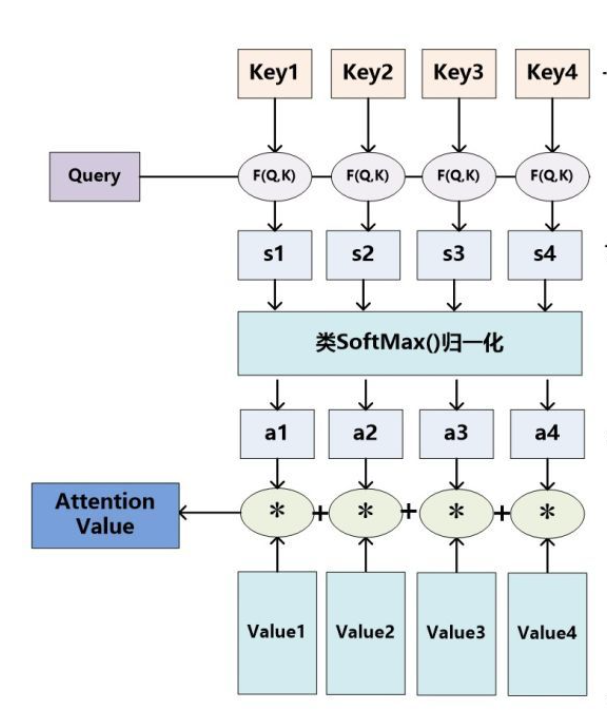 Key1 Key2 Key3 Key4
Query F(Q,K) F(Q,K) F(Q,K) F(Q,K)
s1 s2 s3 s4
类SoftMax()归一化
a1 a2 a3 a4
Attention
Value
* + * + * + *
Value1 Value2 Value3 Value4